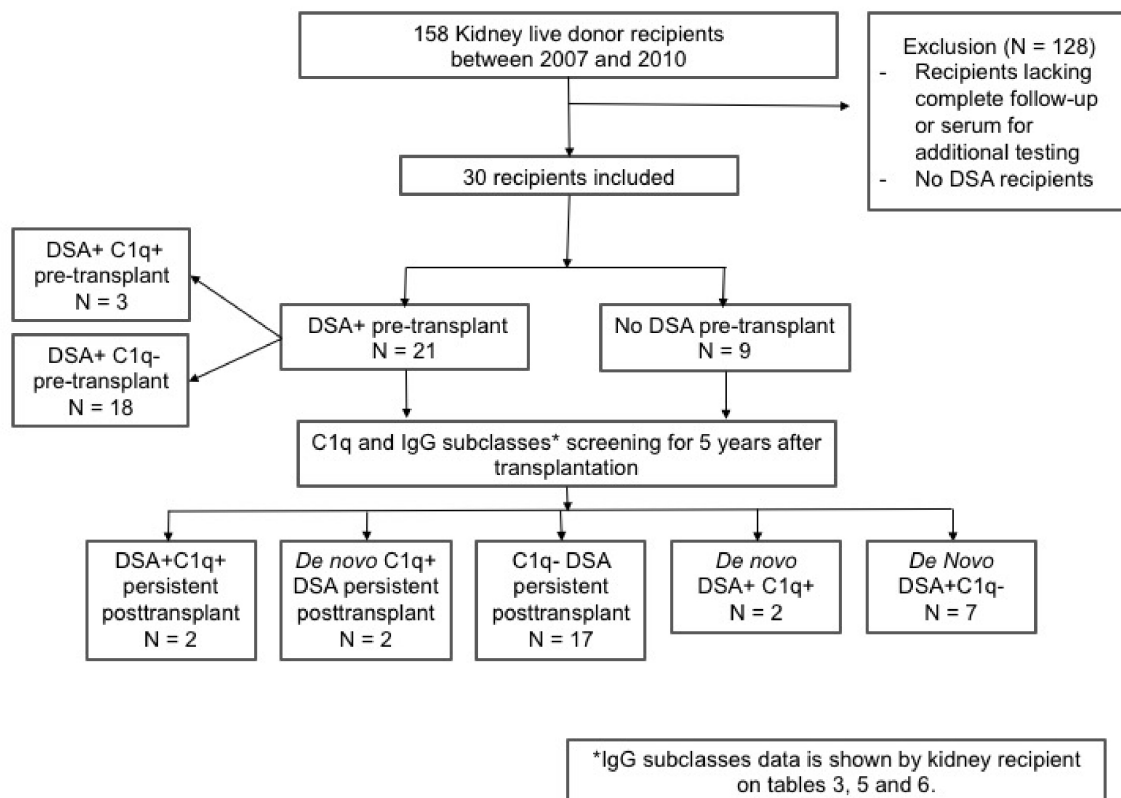 158 Kidney live donor recipients
between 2007 and 2010
Exclusion (N = 128)
- Recipients lacking
complete follow-up
or serum for
additional testing
- No DSA recipients
30 recipients included
DSA+ C1q+
pre-transplant
N = 3
DSA+ C1q-
pre-transplant
N = 18
DSA+ pre-transplant
N = 21
No DSA pre-transplant
N = 9
C1q and IgG subclasses* screening for 5 years after
transplantation
DSA+C1q+
persistent
posttransplant
N = 2
De novo C1q+
DSA persistent
posttransplant
N = 2
C1q- DSA
persistent
posttransplant
N = 17
De novo
DSA+ C1q+
N = 2
De Novo
DSA+C1q-
N = 7
*IgG subclasses data is shown by kidney recipient
on tables 3, 5 and 6.